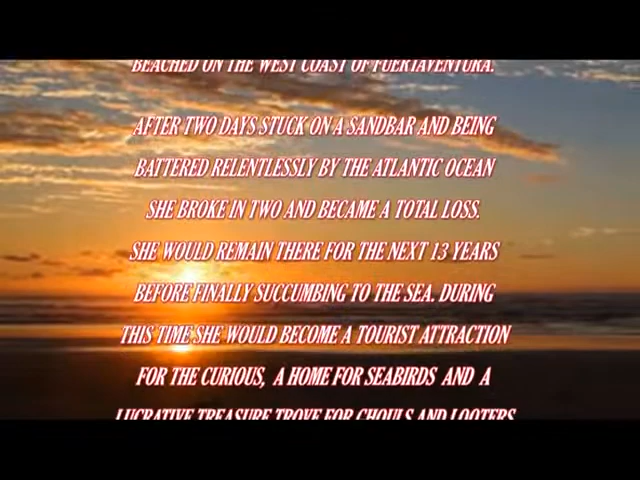 BEACHED ON THE WEST COAST OF FUERTAVENTURA.
AFTER TWO DAYS STUCK ON A SANDBAR AND BEING
BATTERED RELENTLESSLY BY THE ATLANTIC OCEAN
SHE BROKE IN TWO AND BECAME A TOTAL LOSS.
SHE WOULD REMAIN THERE FOR THE NEXT 13 YEARS
BEFORE FINALLY SUCCUMBING TO THE SEA. DURING
THIS TIME SHE WOULD BECOME A TOURIST ATTRACTION
FOR THE CURIOUS, A HOME FOR SEABIRDS AND A
LUCRATIVE TREASURE TROVE FOR GHOULS AND LOOTERS